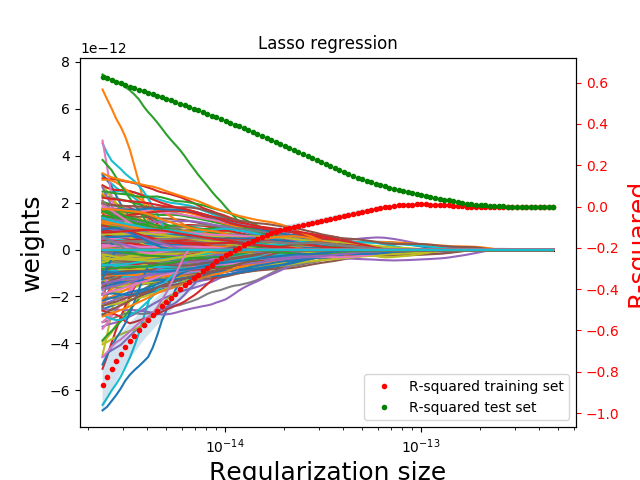 Lasso regression
1e−12
8
6
4
2
0
−2
−4
−6
weights
0.6
0.4
0.2
0.0
−0.2
−0.4
−0.6
−0.8
−1.0
R-squared
R-squared training set
R-squared test set
10⁻¹⁴
10⁻¹³
Regularization size